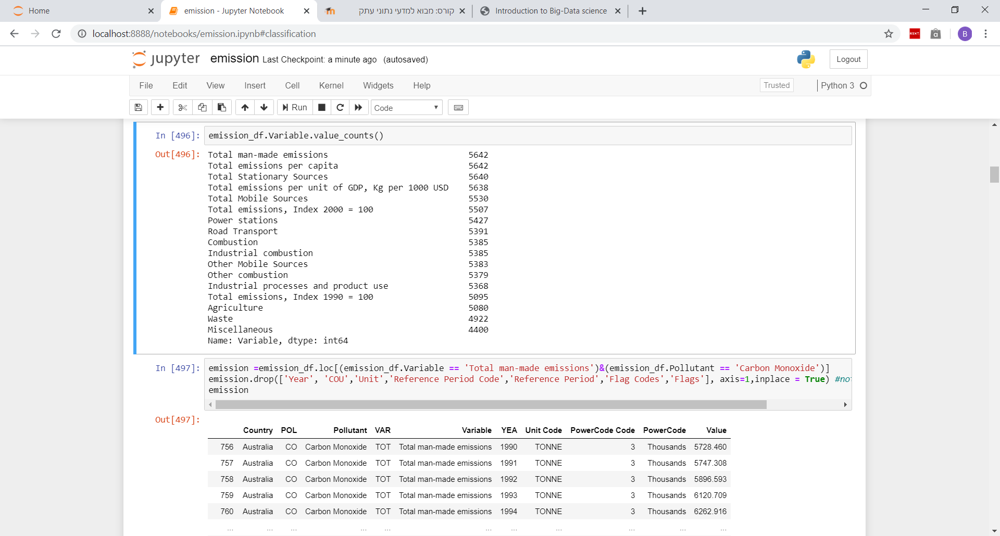 Home
emission - Jupyter Notebook
קורס: מבוא למדעי נתוני עתק
Introduction to Big-Data science
localhost:8888/notebooks/emission.ipynb#classification
NEXT
a
B
jupyter emission Last Checkpoint: a minute ago (autosaved)
Logout
File Edit View Insert Cell Kernel Widgets Help
Trusted
Python 3
Run
Code
In [496]: emission_df.Variable.value_counts()
Out[496]: Total man-made emissions 5642
Total emissions per capita 5642
Total Stationary Sources 5640
Total emissions per unit of GDP, Kg per 1000 USD 5638
Total Mobile Sources 5530
Total emissions, Index 2000 = 100 5507
Power stations 5427
Road Transport 5391
Combustion 5385
Industrial combustion 5385
Other Mobile Sources 5383
Other combustion 5379
Industrial processes and product use 5368
Total emissions, Index 1990 = 100 5095
Agriculture 5080
Waste 4922
Miscellaneous 4400
Name: Variable, dtype: int64
In [497]: emission =emission_df.loc[(emission_df.Variable == 'Total man-made emissions')&(emission_df.Pollutant == 'Carbon Monoxide')]
emission.drop(['Year', 'COU','Unit','Reference Period Code','Reference Period','Flag Codes','Flags'], axis=1,inplace = True) #no
emission
Out[497]:
Country POL Pollutant VAR Variable YEA Unit Code PowerCode Code PowerCode Value
756 Australia CO Carbon Monoxide TOT Total man-made emissions 1990 TONNE 3 Thousands 5728.460
757 Australia CO Carbon Monoxide TOT Total man-made emissions 1991 TONNE 3 Thousands 5747.308
758 Australia CO Carbon Monoxide TOT Total man-made emissions 1992 TONNE 3 Thousands 5896.593
759 Australia CO Carbon Monoxide TOT Total man-made emissions 1993 TONNE 3 Thousands 6120.709
760 Australia CO Carbon Monoxide TOT Total man-made emissions 1994 TONNE 3 Thousands 6262.916
... ... ... ... ... ... ... ... ... ... ...